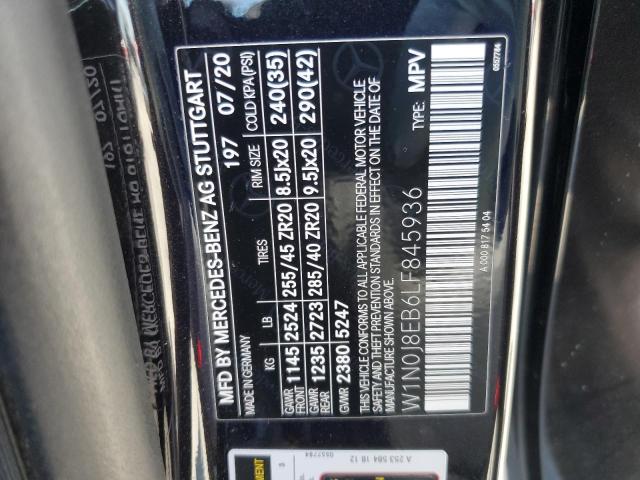 MFD BY MERCEDES-BENZ AG STUTTGART
MADE IN GERMANY 197 07/20
KG LB TIRES RIM SIZE COLD KPA(PSI)
GAWR FRONT 1145 2524 255/45 ZR20 8.5Jx20 240(35)
GAWR REAR 1235 2723 285/40 ZR20 9.5Jx20 290(42)
GVWR 2380 5247
THIS VEHICLE CONFORMS TO ALL APPLICABLE FEDERAL MOTOR VEHICLE
SAFETY AND THEFT PREVENTION STANDARDS IN EFFECT ON THE DATE OF
MANUFACTURE SHOWN ABOVE.
W1N0J8EB6LF845936 TYPE: MPV
A 000 817 54 04
0557784
A 253 584 18 12
0557784